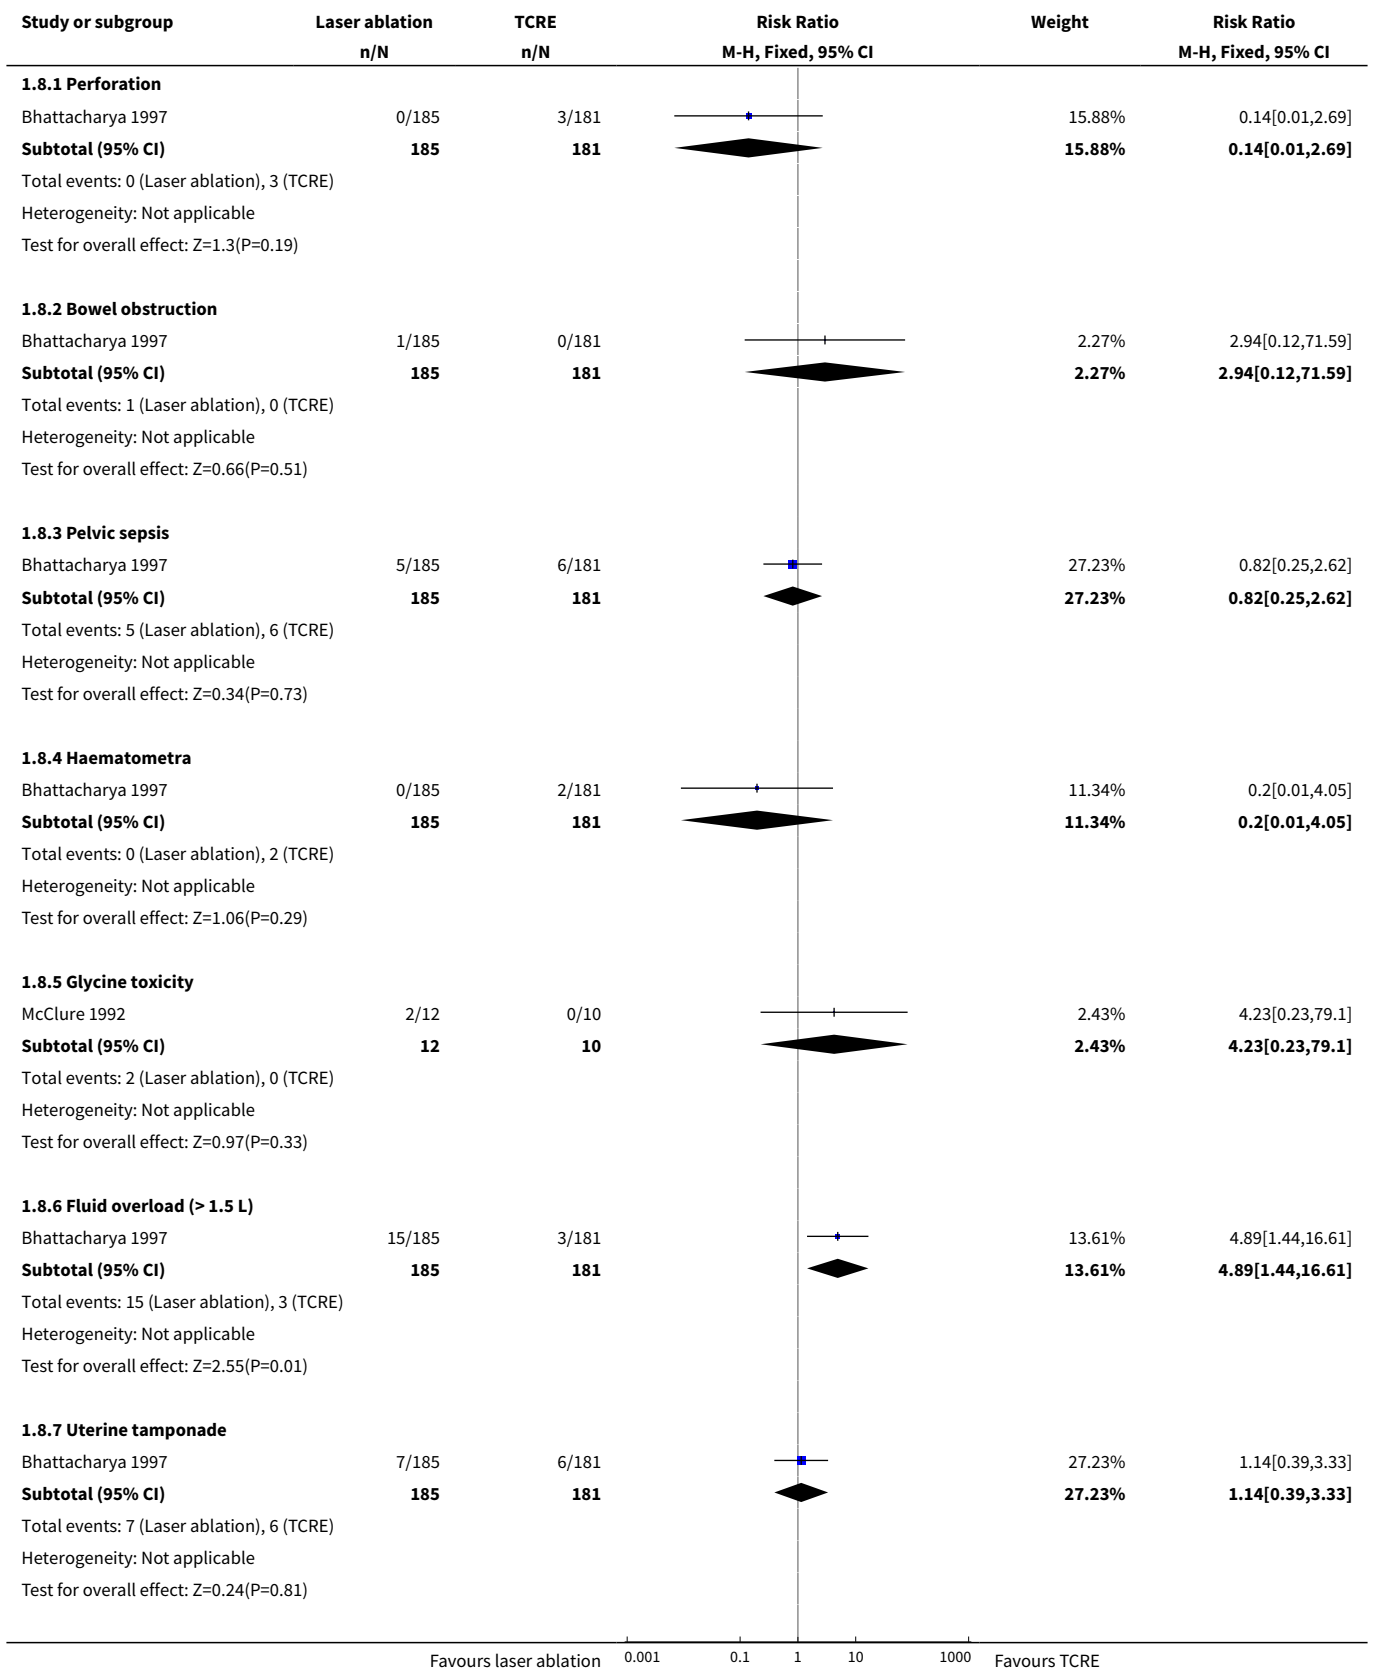 Study or subgroup Laser ablation TCRE Risk Ratio Weight Risk Ratio
n/N n/N M-H, Fixed, 95% CI M-H, Fixed, 95% CI
1.8.1 Perforation
Bhattacharya 1997 0/185 3/181 15.88% 0.14[0.01,2.69]
Subtotal (95% CI) 185 181 15.88% 0.14[0.01,2.69]
Total events: 0 (Laser ablation), 3 (TCRE)
Heterogeneity: Not applicable
Test for overall effect: Z=1.3(P=0.19)
1.8.2 Bowel obstruction
Bhattacharya 1997 1/185 0/181 2.27% 2.94[0.12,71.59]
Subtotal (95% CI) 185 181 2.27% 2.94[0.12,71.59]
Total events: 1 (Laser ablation), 0 (TCRE)
Heterogeneity: Not applicable
Test for overall effect: Z=0.66(P=0.51)
1.8.3 Pelvic sepsis
Bhattacharya 1997 5/185 6/181 27.23% 0.82[0.25,2.62]
Subtotal (95% CI) 185 181 27.23% 0.82[0.25,2.62]
Total events: 5 (Laser ablation), 6 (TCRE)
Heterogeneity: Not applicable
Test for overall effect: Z=0.34(P=0.73)
1.8.4 Haematometra
Bhattacharya 1997 0/185 2/181 11.34% 0.2[0.01,4.05]
Subtotal (95% CI) 185 181 11.34% 0.2[0.01,4.05]
Total events: 0 (Laser ablation), 2 (TCRE)
Heterogeneity: Not applicable
Test for overall effect: Z=1.06(P=0.29)
1.8.5 Glycine toxicity
McClure 1992 2/12 0/10 2.43% 4.23[0.23,79.1]
Subtotal (95% CI) 12 10 2.43% 4.23[0.23,79.1]
Total events: 2 (Laser ablation), 0 (TCRE)
Heterogeneity: Not applicable
Test for overall effect: Z=0.97(P=0.33)
1.8.6 Fluid overload (> 1.5 L)
Bhattacharya 1997 15/185 3/181 13.61% 4.89[1.44,16.61]
Subtotal (95% CI) 185 181 13.61% 4.89[1.44,16.61]
Total events: 15 (Laser ablation), 3 (TCRE)
Heterogeneity: Not applicable
Test for overall effect: Z=2.55(P=0.01)
1.8.7 Uterine tamponade
Bhattacharya 1997 7/185 6/181 27.23% 1.14[0.39,3.33]
Subtotal (95% CI) 185 181 27.23% 1.14[0.39,3.33]
Total events: 7 (Laser ablation), 6 (TCRE)
Heterogeneity: Not applicable
Test for overall effect: Z=0.24(P=0.81)
Favours laser ablation 0.001 0.1 1 10 1000 Favours TCRE